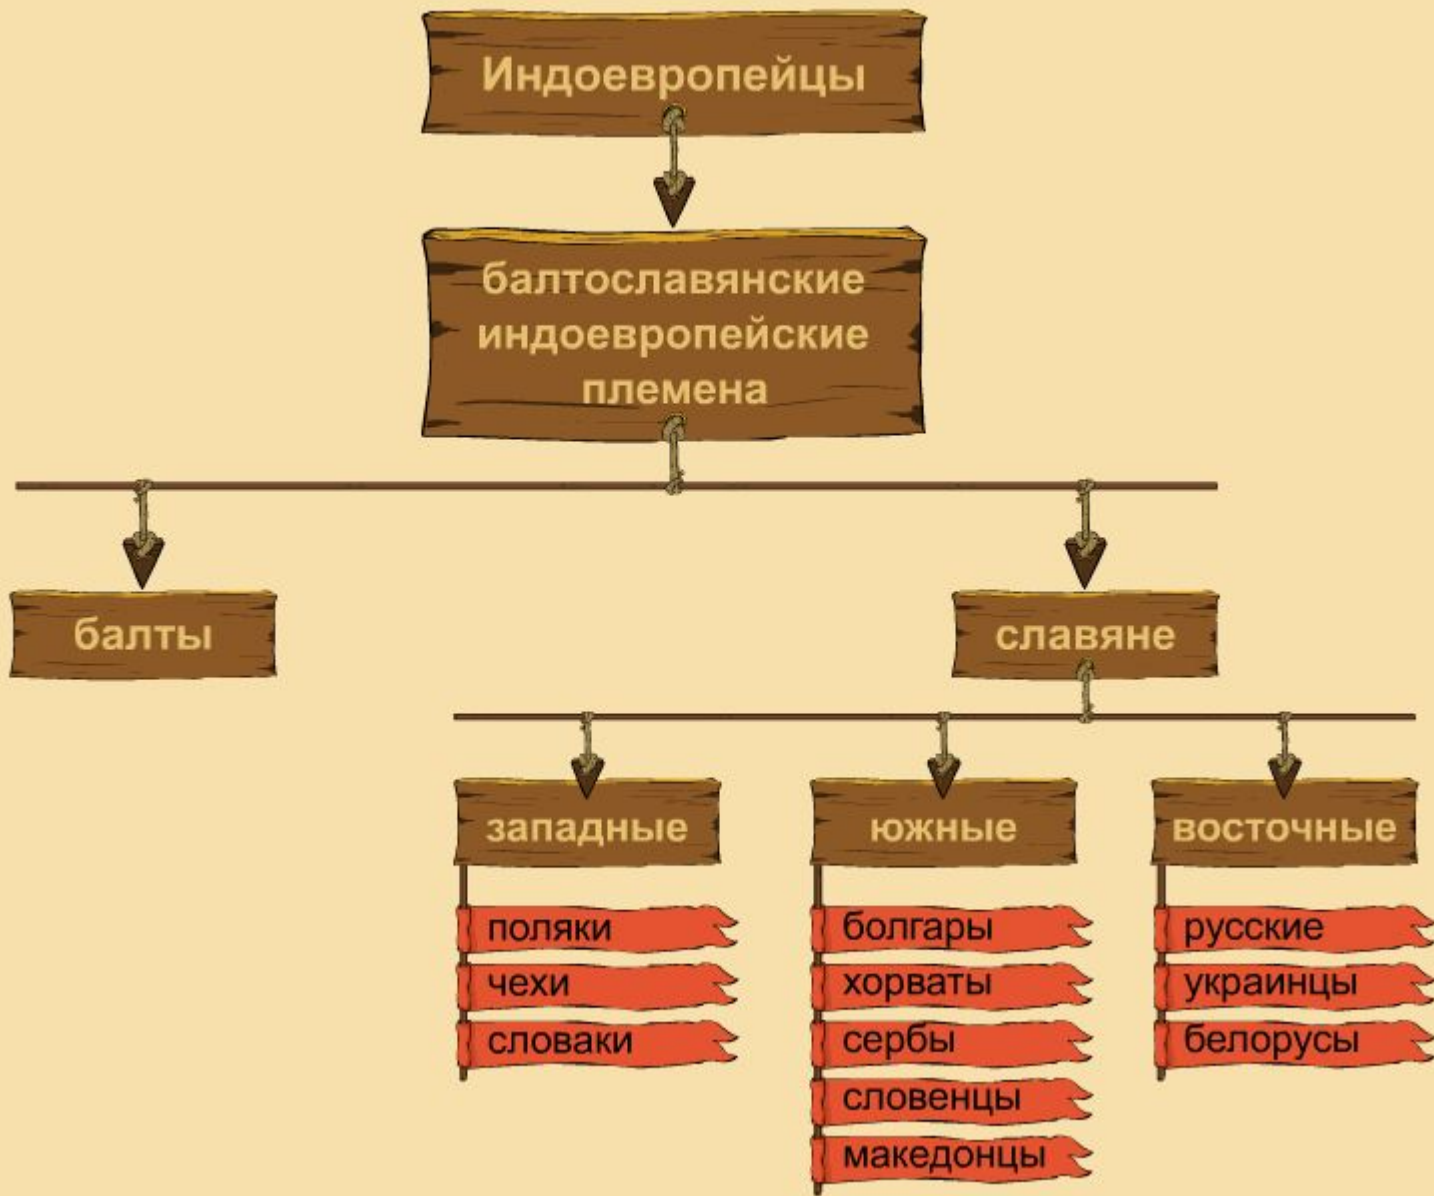 Индоевропейцы
балтославянские
индоевропейские
племена
балты
славяне
западные
поляки
чехи
словаки
южные
болгары
хорваты
сербы
словенцы
македонцы
восточные
русские
украинцы
белорусы